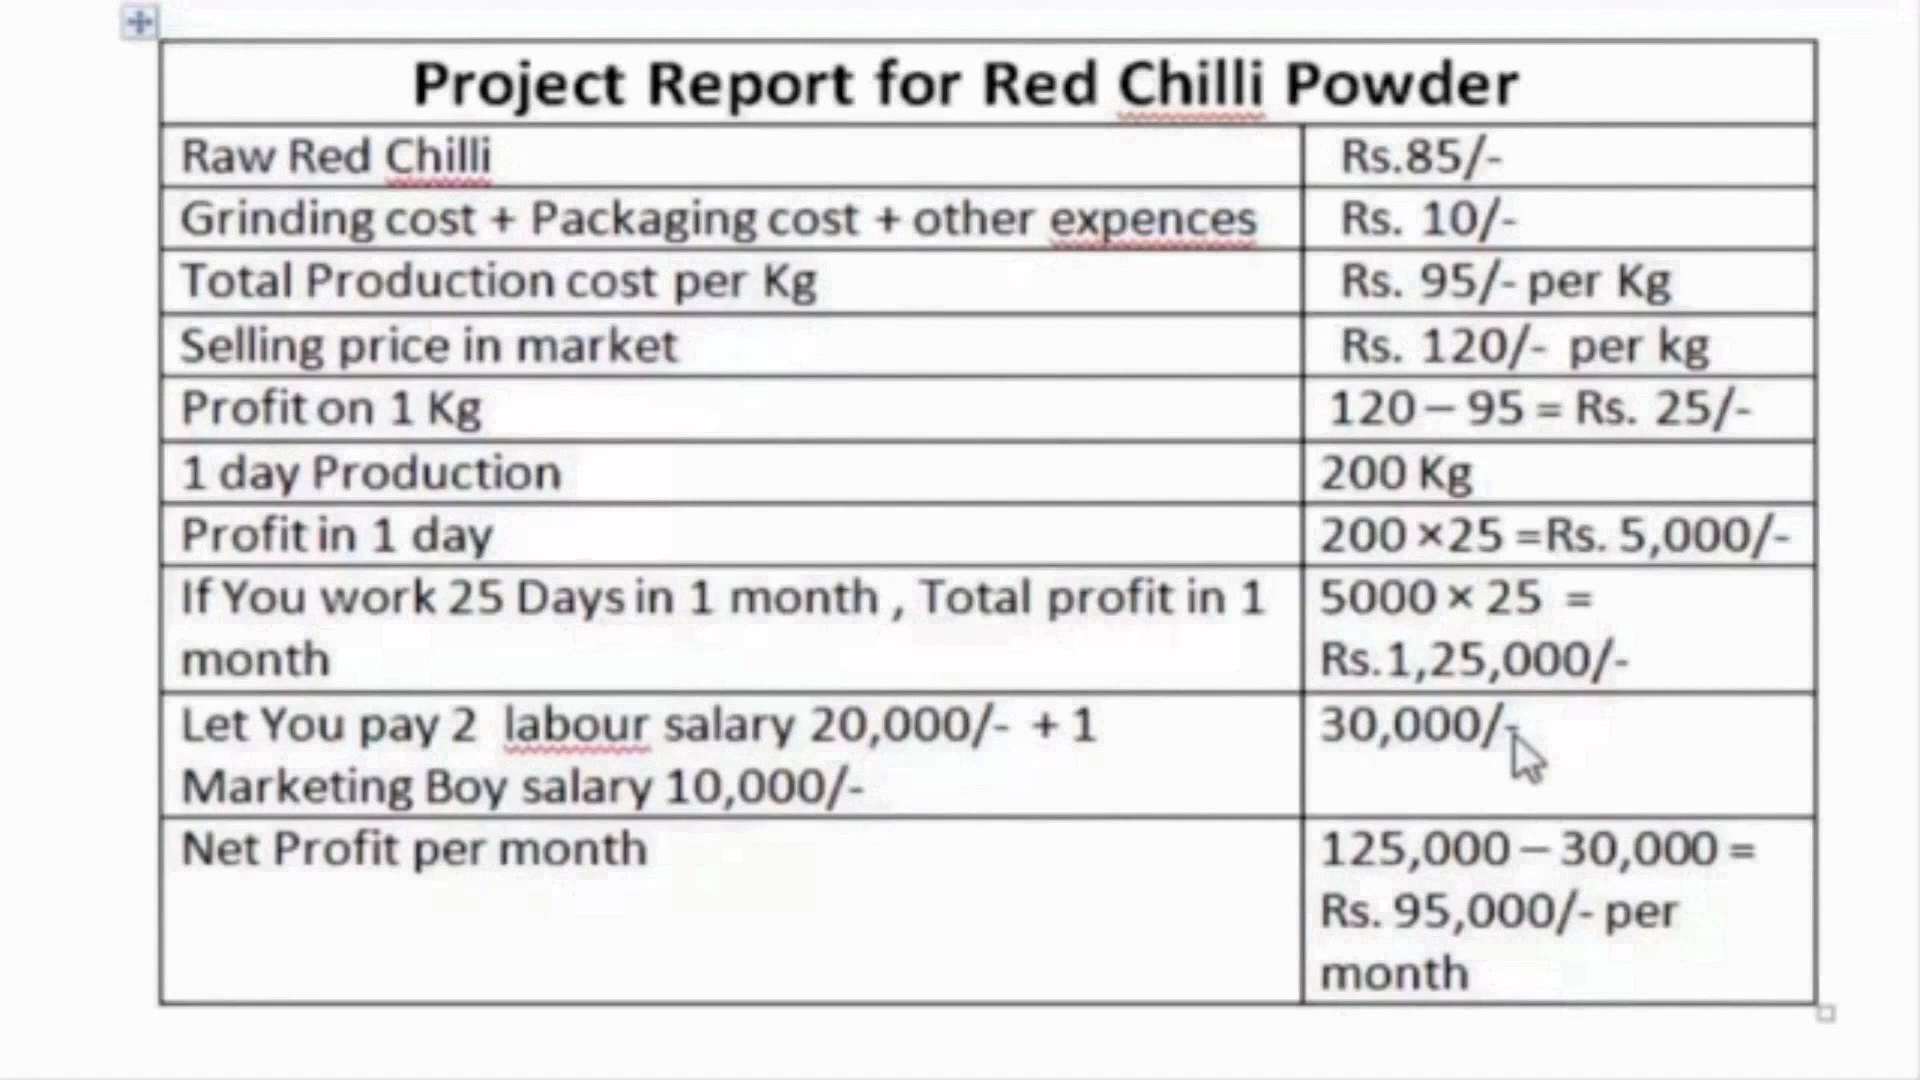 Project Report for Red Chilli Powder
Raw Red Chilli Rs.85/-
Grinding cost + Packaging cost + other expences Rs. 10/-
Total Production cost per Kg Rs. 95/- per Kg
Selling price in market Rs. 120/- per kg
Profit on 1 Kg 120 – 95 = Rs. 25/-
1 day Production 200 Kg
Profit in 1 day 200 ×25 =Rs. 5,000/-
If You work 25 Days in 1 month , Total profit in 1
month
5000 × 25 =
Rs.1,25,000/-
Let You pay 2 labour salary 20,000/- + 1
Marketing Boy salary 10,000/-
30,000/-
Net Profit per month
125,000 – 30,000 =
Rs. 95,000/- per
month